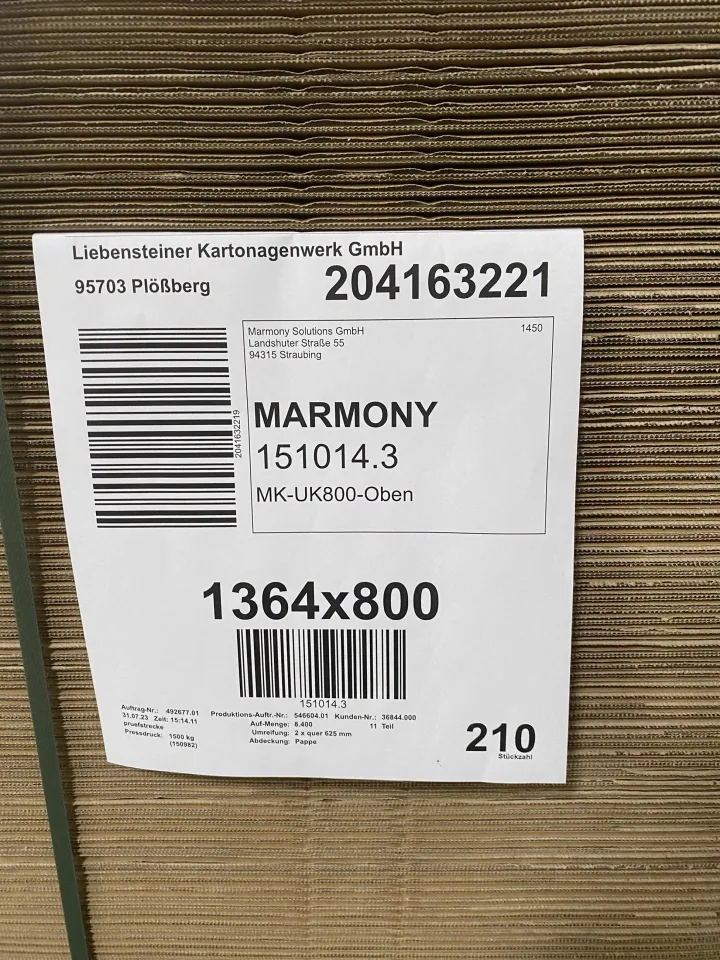 Liebensteiner Kartonagenwerk GmbH
95703 Plößberg
204163221
2041632219
Marmony Solutions GmbH
1450
Landshuter Straße 55
94315 Straubing
MARMONY
151014.3
MK-UK800-Oben
1364x800
151014.3
Auftrag-Nr.: 492677.01
31.07.23 Zeit: 15:14.11
pruefstrecke
Pressdruck: 1500 kg
(150982)
Produktions-Auftr.-Nr.: 546604.01 Kunden-Nr.: 36844.000
Auf-Menge: 8.400 11 Teil
Umreifung: 2 x quer 625 mm
Abdeckung: Pappe
210
Stückzahl